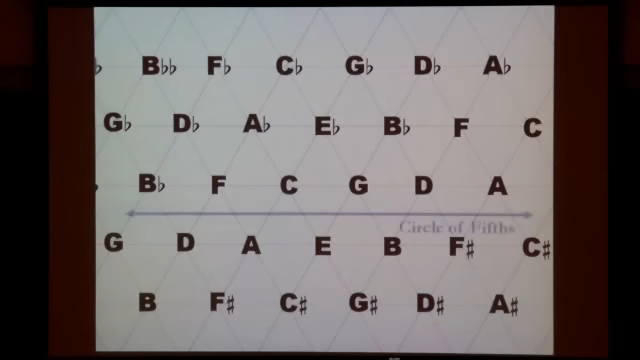 ♭ B♭♭ F♭ C♭ G♭ D♭ A♭
G♭ D♭ A♭ E♭ B♭ F C
B♭ F C G D A
Circle of Fifths
G D A E B F♯ C♯
B F♯ C♯ G♯ D♯ A♯